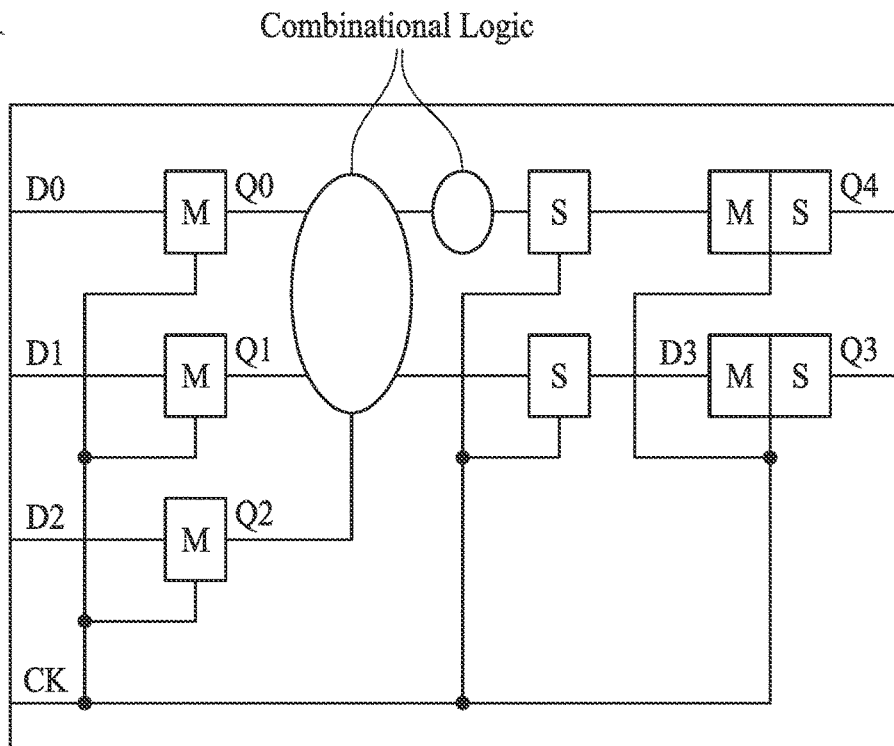 Combinational Logic
D0 M Q0 S M S Q4
D1 M Q1 S D3 M S Q3
D2 M Q2
CK